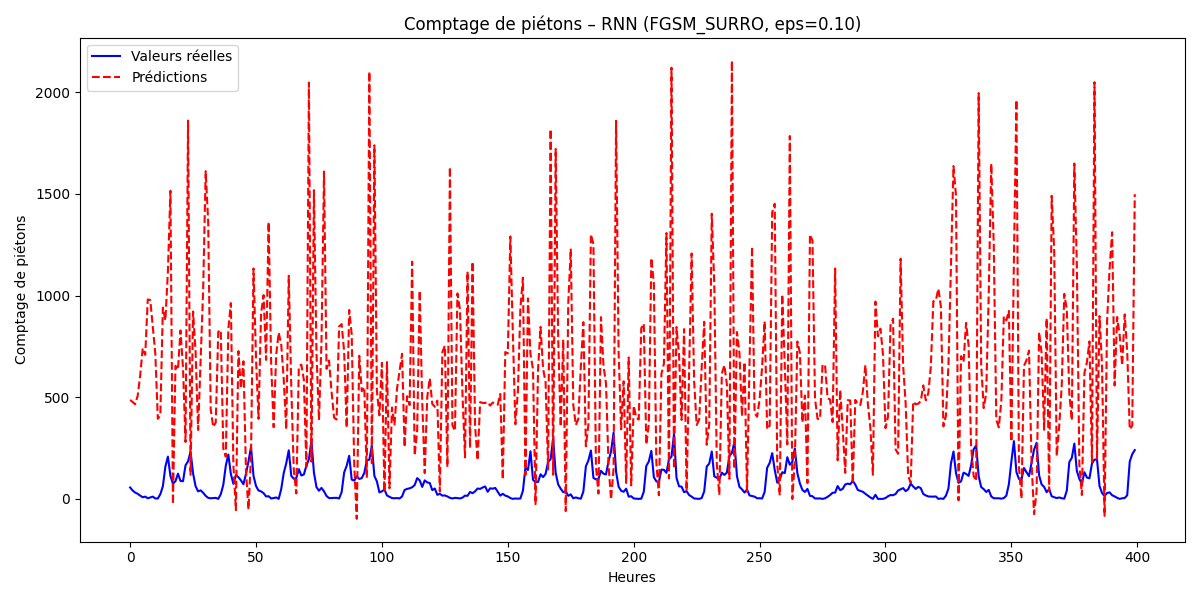 Comptage de piétons – RNN (FGSM_SURRO, eps=0.10)
Valeurs réelles
Prédictions
Comptage de piétons
2000
1500
1000
500
0
0 50 100 150 200 250 300 350 400
Heures